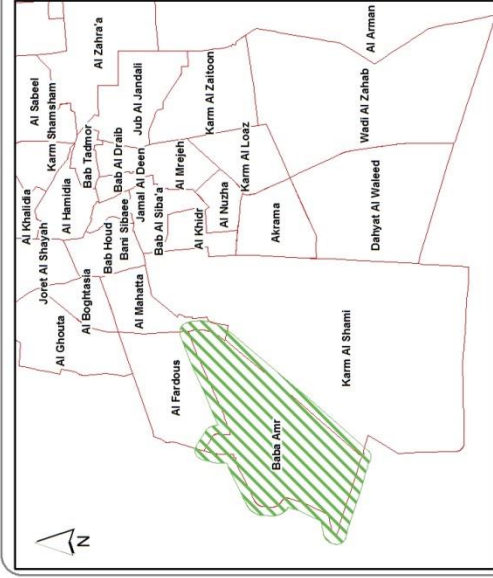 Al Sabeel
Al Khalidia
Karm Shamsham
Al Zahra'a
Joret Al Shayah
Al Hamidia
Bab Tadmor
Al Ghouta
Al Boghtasia
Bab Houd
Bab Al Draib
Jub Al Jandali
Bani Sibaee
Jamal Al Deen
Al Mahatta
Bab Al Siba'a
Al Mrejeh
Karm Al Zaitoon
Al Khidr
Al Nuzha
Karm Al Loaz
Al Fardous
Akrama
Al Arman
Wadi Al Zahab
Baba Amr
Karm Al Shami
Dahyat Al Waleed
N